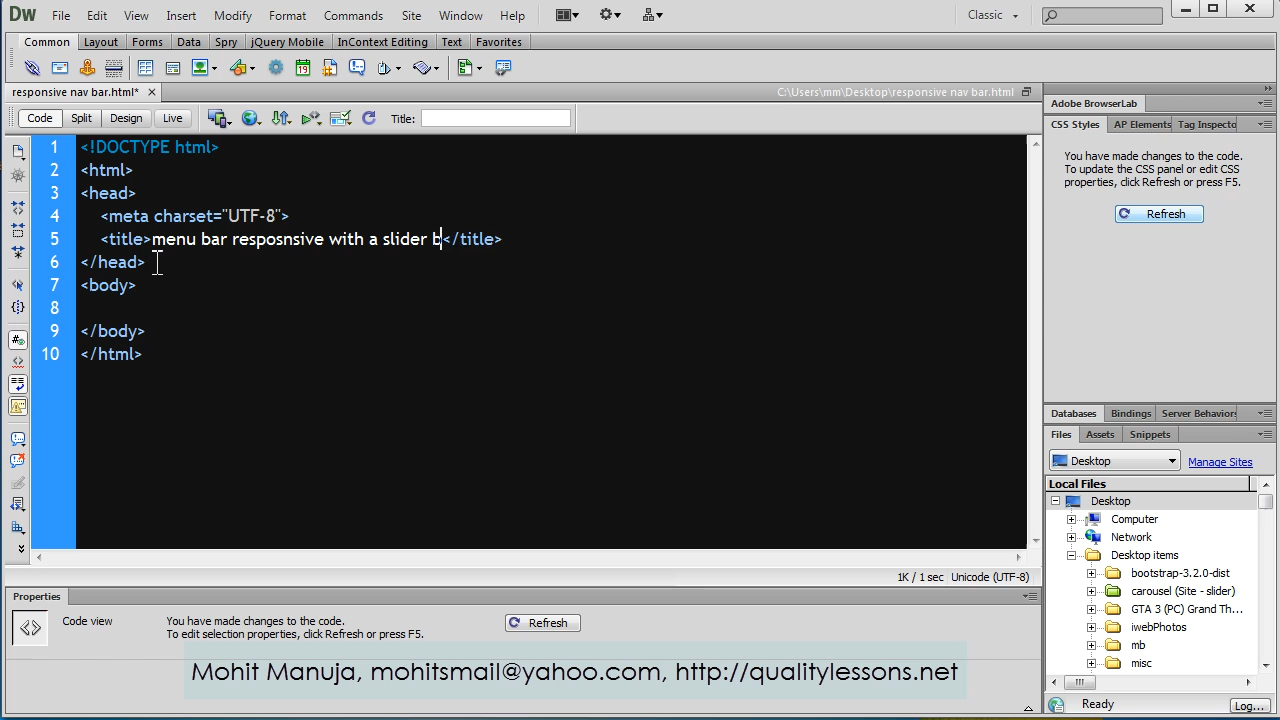 Dw File Edit View Insert Modify Format Commands Site Window Help Classic
Common Layout Forms Data Spry jQuery Mobile InContext Editing Text Favorites
responsive nav bar.html* C:\Users\mm\Desktop\responsive nav bar.html
Code Split Design Live Title:
1 <!DOCTYPE html>
2 <html>
3 <head>
4 <meta charset="UTF-8">
5 <title>menu bar resposnsive with a slider b</title>
6 </head>
7 <body>
8
9 </body>
10 </html>
1K / 1 sec Unicode (UTF-8)
Properties
Code view
You have made changes to the code.
To edit selection properties, click Refresh or press F5.
Refresh
Mohit Manuja, mohitsmail@yahoo.com, http://qualitylessons.net
Adobe BrowserLab
CSS Styles AP Elements Tag Inspecto
You have made changes to the code.
To update the CSS panel or edit CSS
properties, click Refresh or press F5.
Refresh
Databases Bindings Server Behaviors
Files Assets Snippets
Desktop Manage Sites
Local Files
Desktop
Computer
Network
Desktop items
bootstrap-3.2.0-dist
carousel (Site - slider)
GTA 3 (PC) Grand Th...
iwebPhotos
mb
misc
Ready Log...